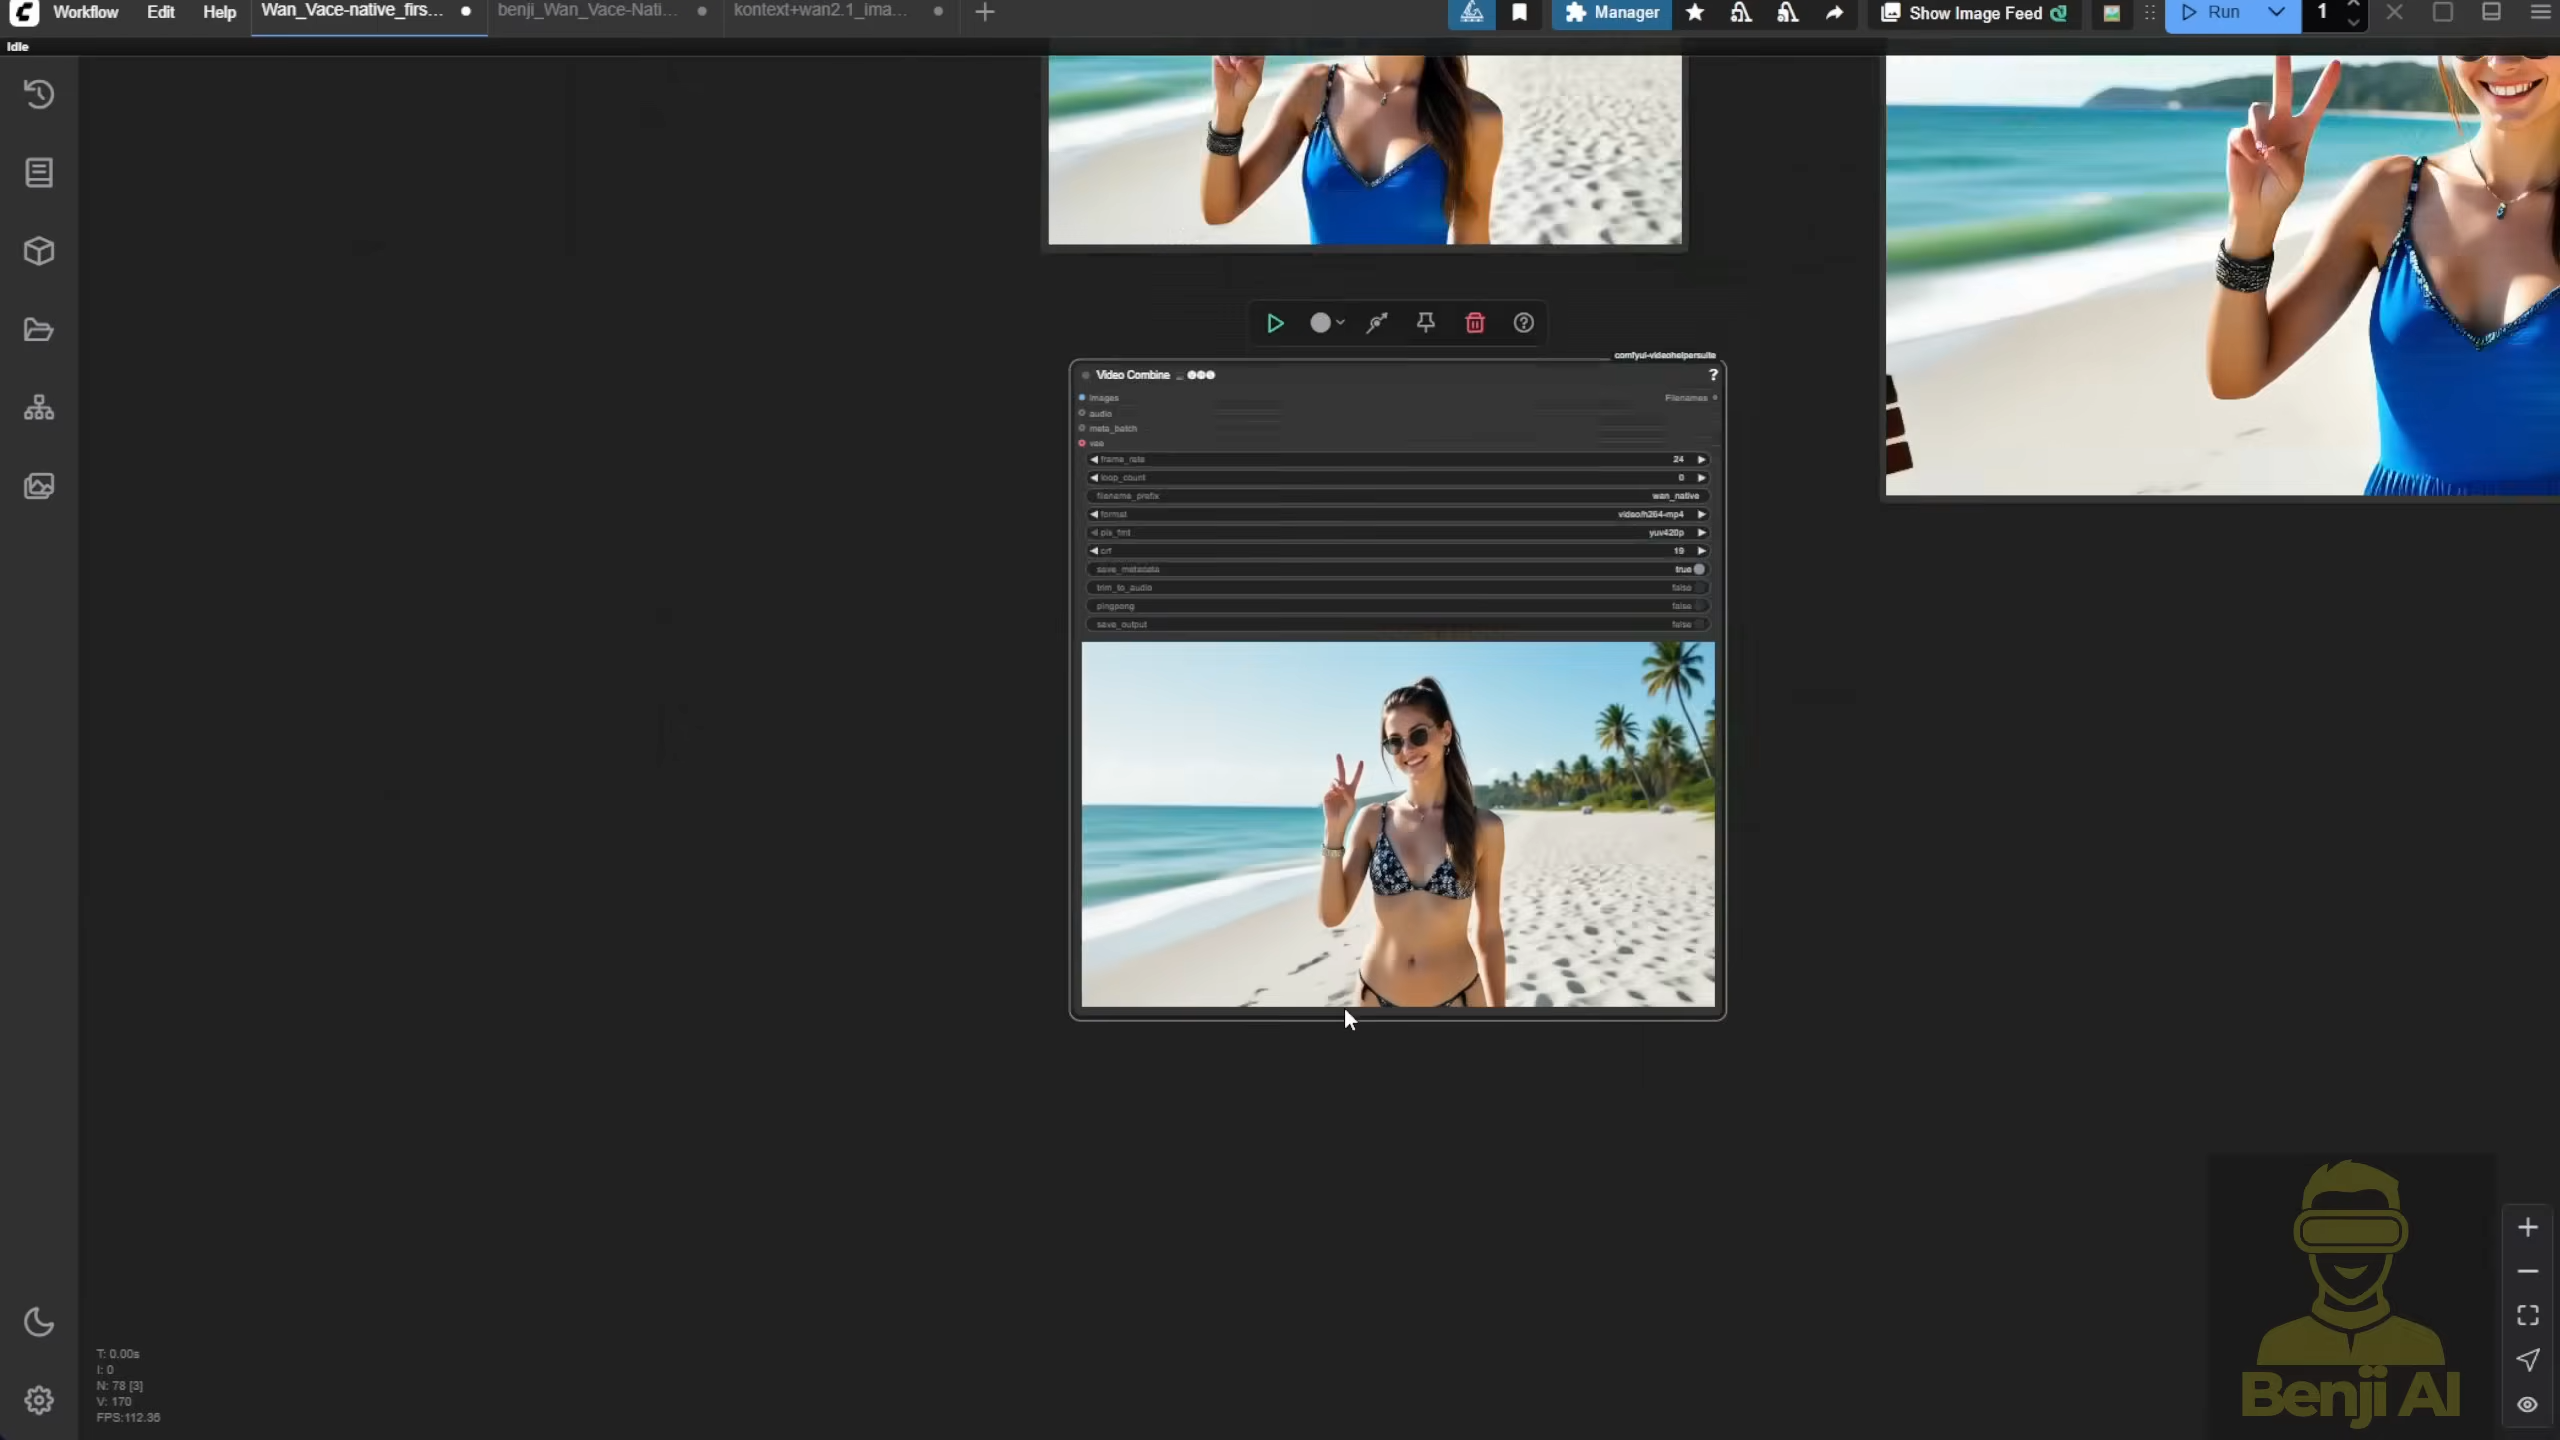 Workflow Edit Help Wan_Vace-native_firs... benji_Wan_Vace-Nati... kontext+wan2.1_ima... Manager Show Image Feed Run 1
Idle
comfyui-videohelpersuite
Video Combine ?
images Filenames
audio
meta_batch
vae
frame_rate 24
loop_count 0
filename_prefix wan_native
format video/h264-mp4
pix_fmt yuv420p
crf 19
save_metadata true
trim_to_audio false
pingpong false
save_output false
T: 0.00s
I: 0
N: 78 [3]
V: 170
FPS:112.35
Benji AI